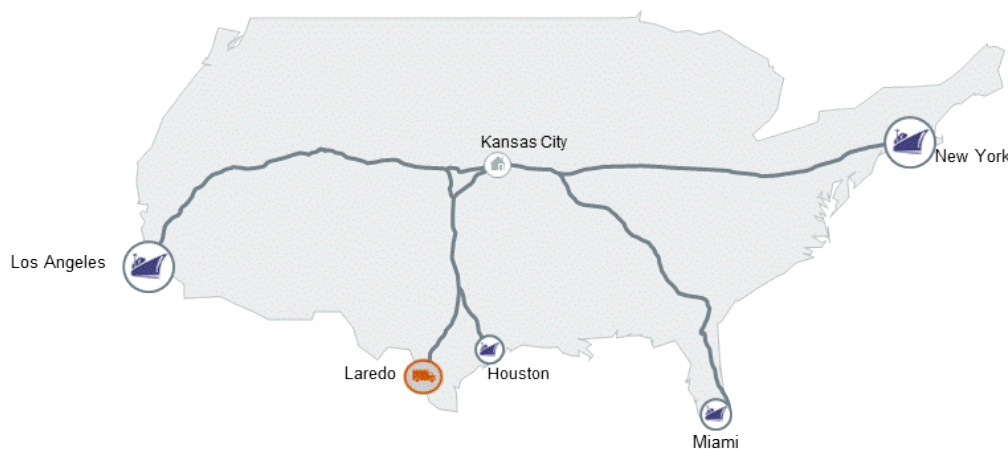 Kansas City
New York
Los Angeles
Laredo
Houston
Miami